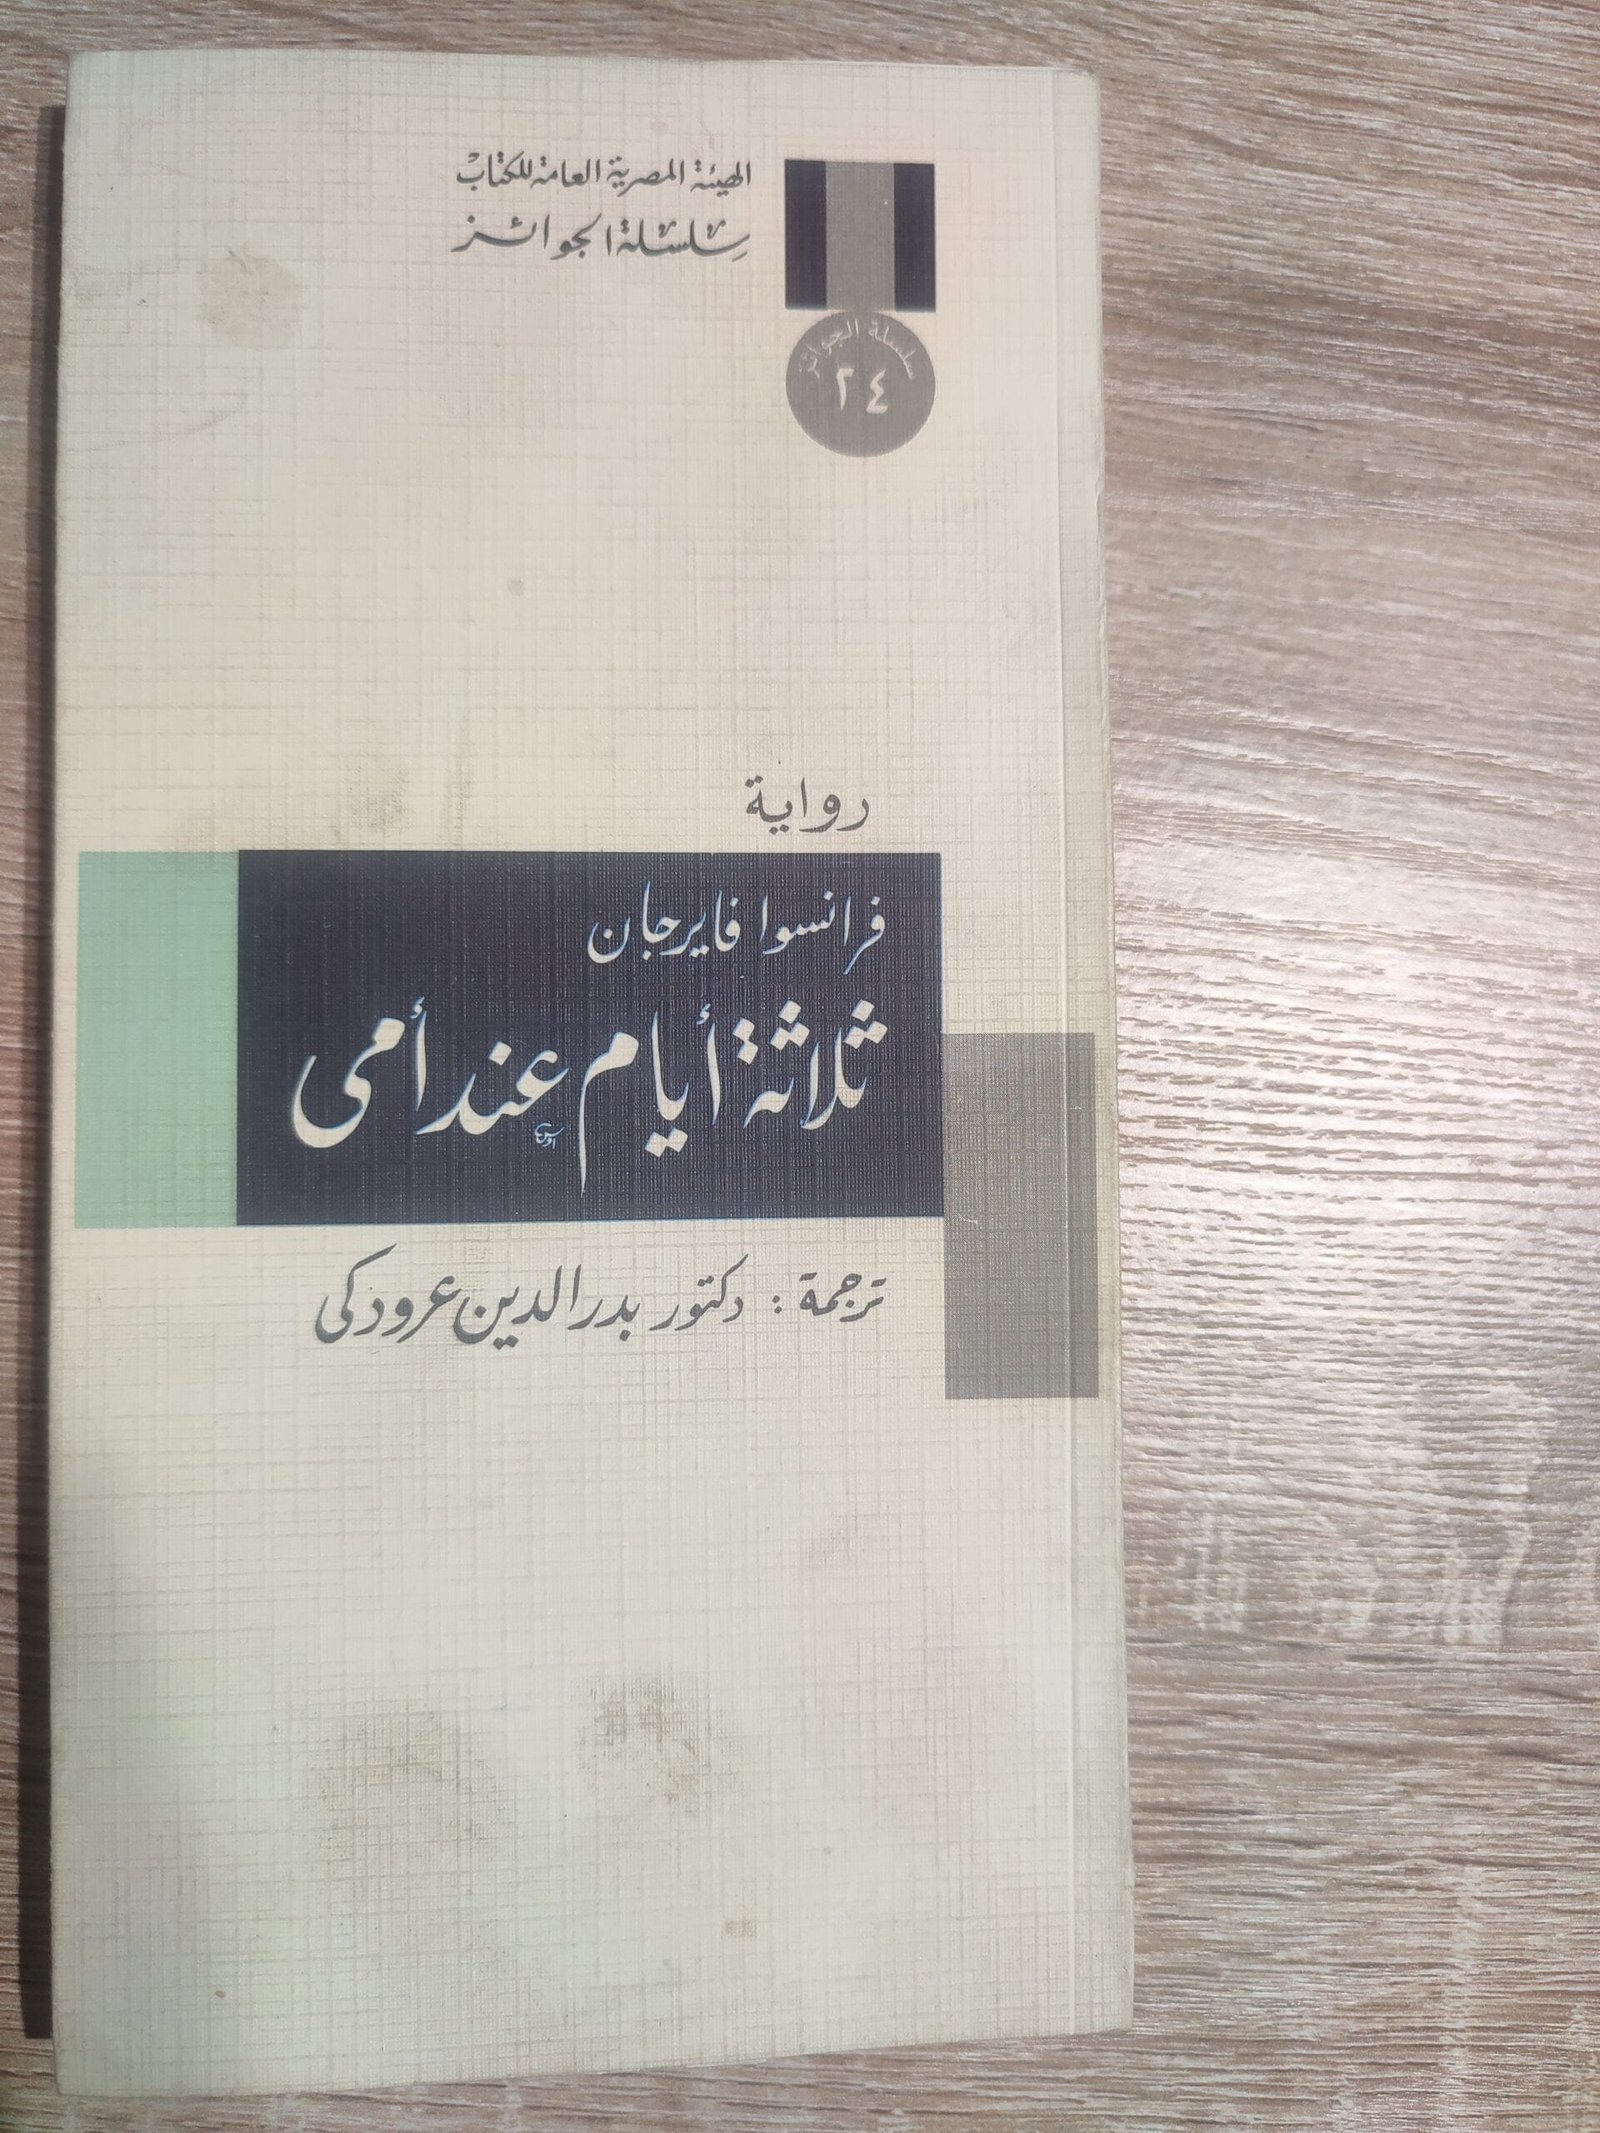 الهيئة المصرية العامة للكتاب
سلسلة الجوائز
سلسلة الجوائز
٢٤
رواية
فرانسوا فايرجان
ثلاثة أيام عند أمى
ترجمة : دكتور بدر الدين عرودكى